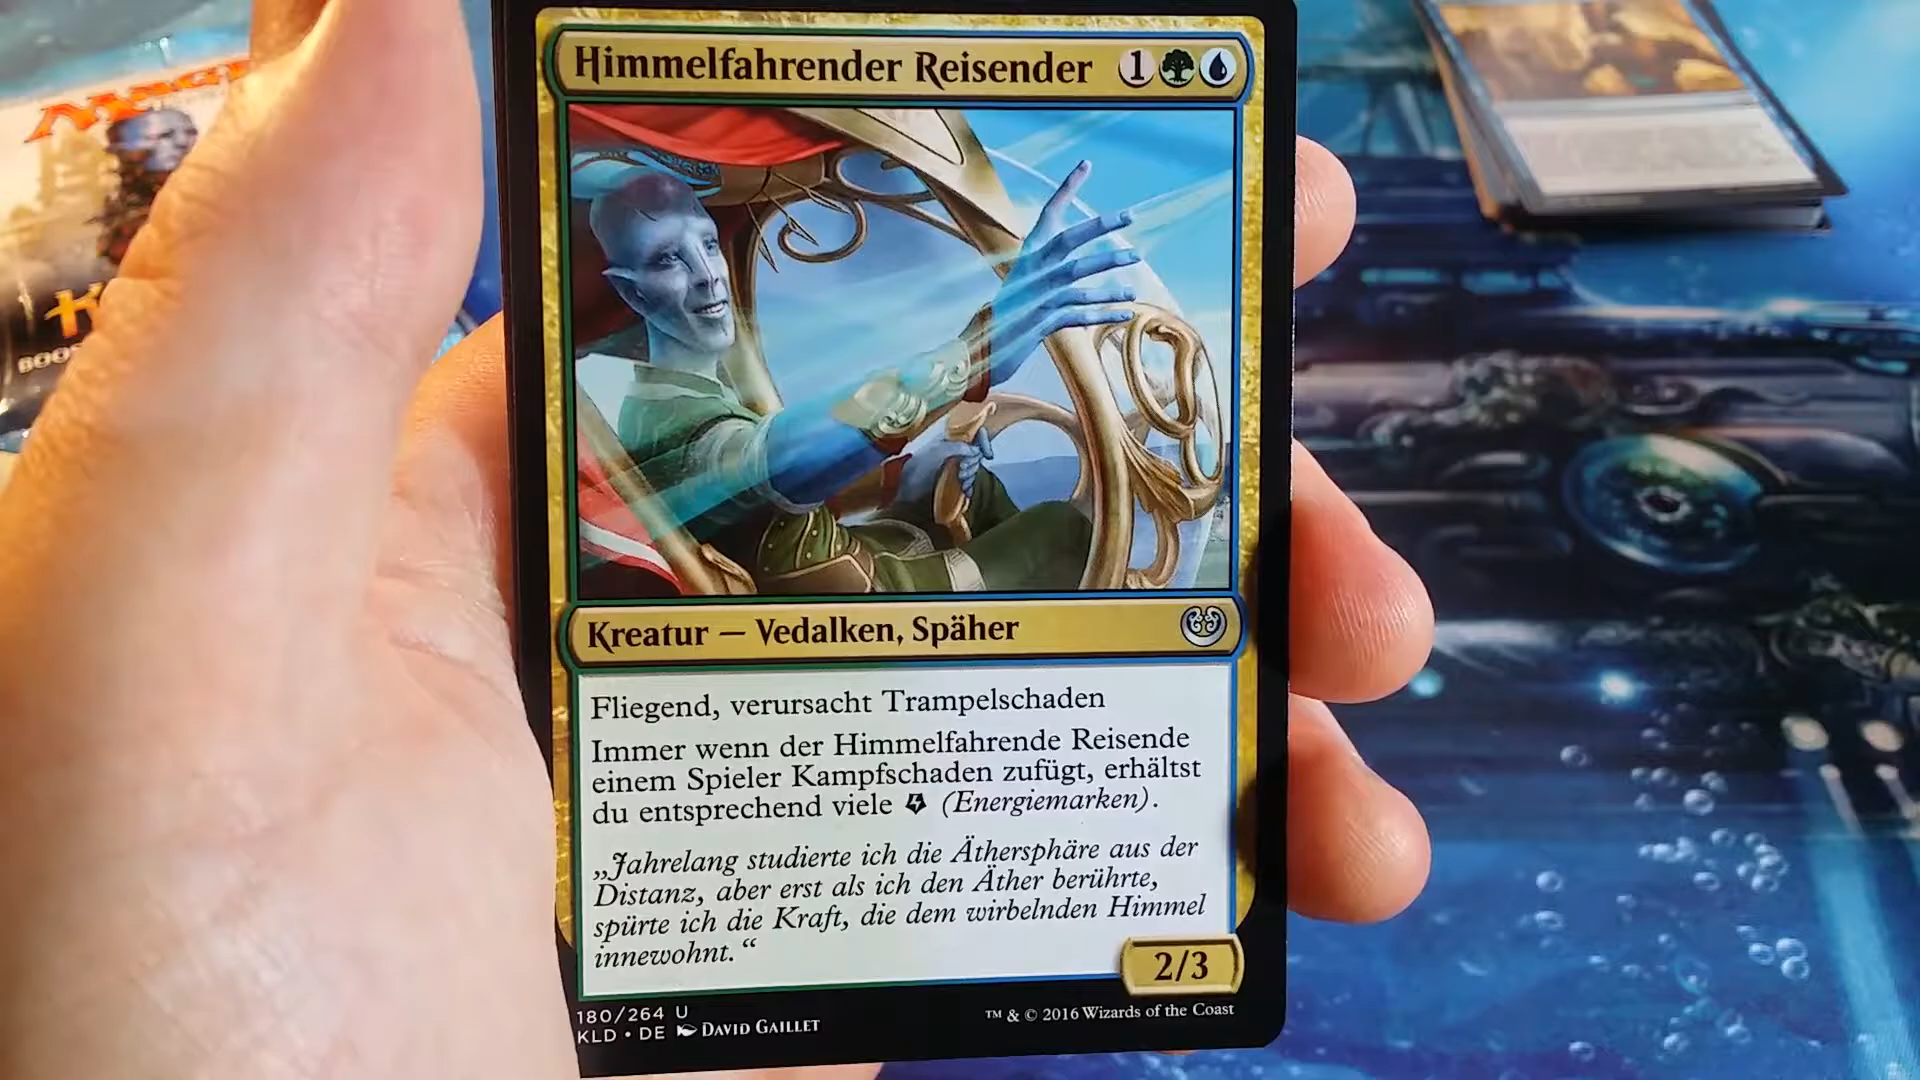 Magic
Himmelfahrender Reisender 1
Kreatur — Vedalken, Späher
Fliegend, verursacht Trampelschaden
Immer wenn der Himmelfahrende Reisende
einem Spieler Kampfschaden zufügt, erhältst
du entsprechend viele (Energiemarken).
„Jahrelang studierte ich die Äthersphäre aus der
Distanz, aber erst als ich den Äther berührte,
spürte ich die Kraft, die dem wirbelnden Himmel
innewohnt.“
2/3
180/264 U
KLD • DE DAVID GAILLET
™ & © 2016 Wizards of the Coast